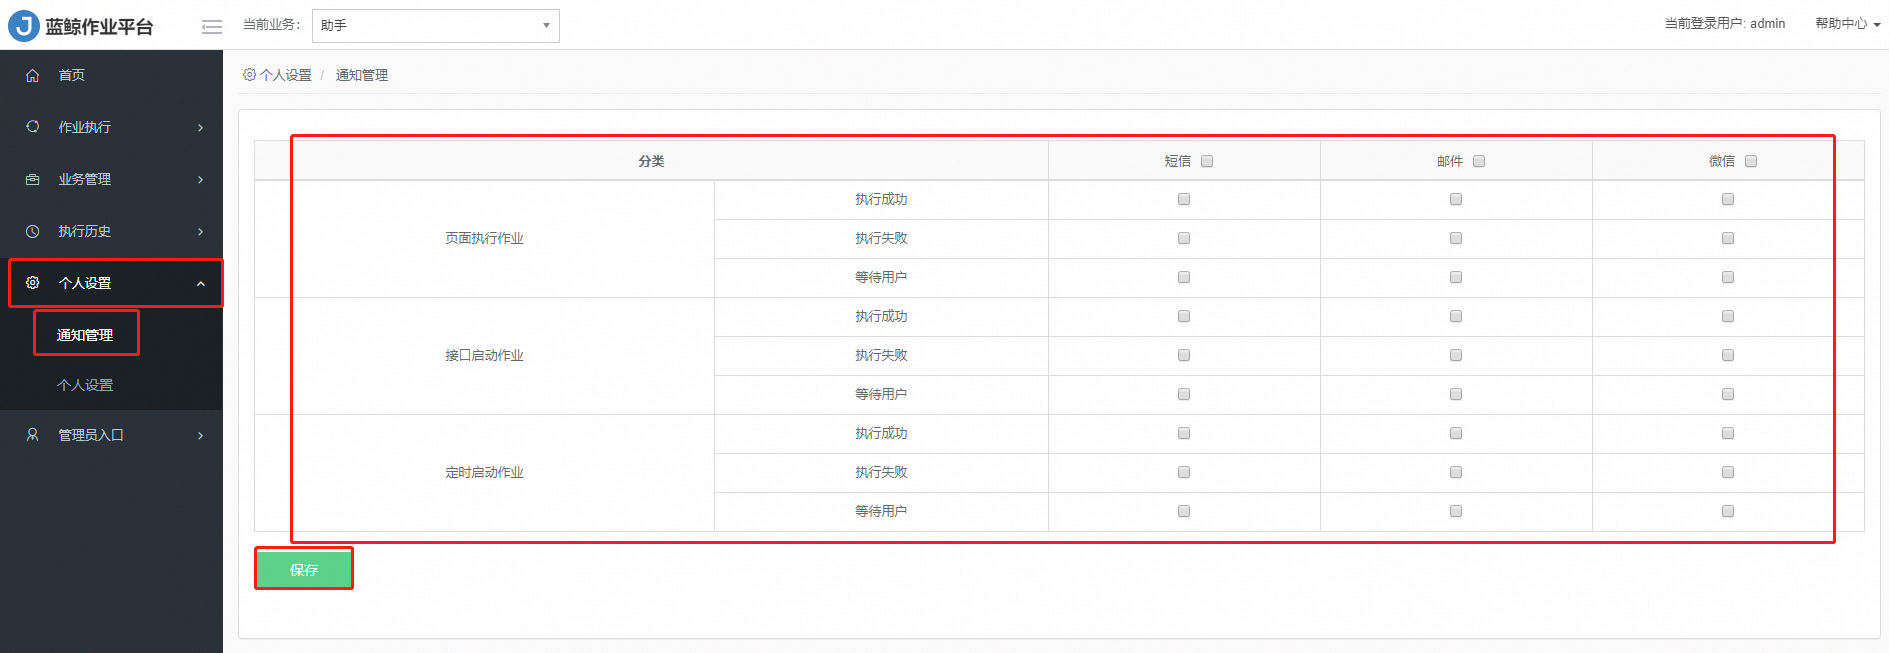 J 蓝鲸作业平台
当前业务: 助手
当前登录用户: admin 帮助中心
首页
作业执行
业务管理
执行历史
个人设置
通知管理
个人设置
管理员入口
个人设置 / 通知管理
分类 短信 邮件 微信
页面执行作业
执行成功
执行失败
等待用户
接口启动作业
执行成功
执行失败
等待用户
定时启动作业
执行成功
执行失败
等待用户
保存